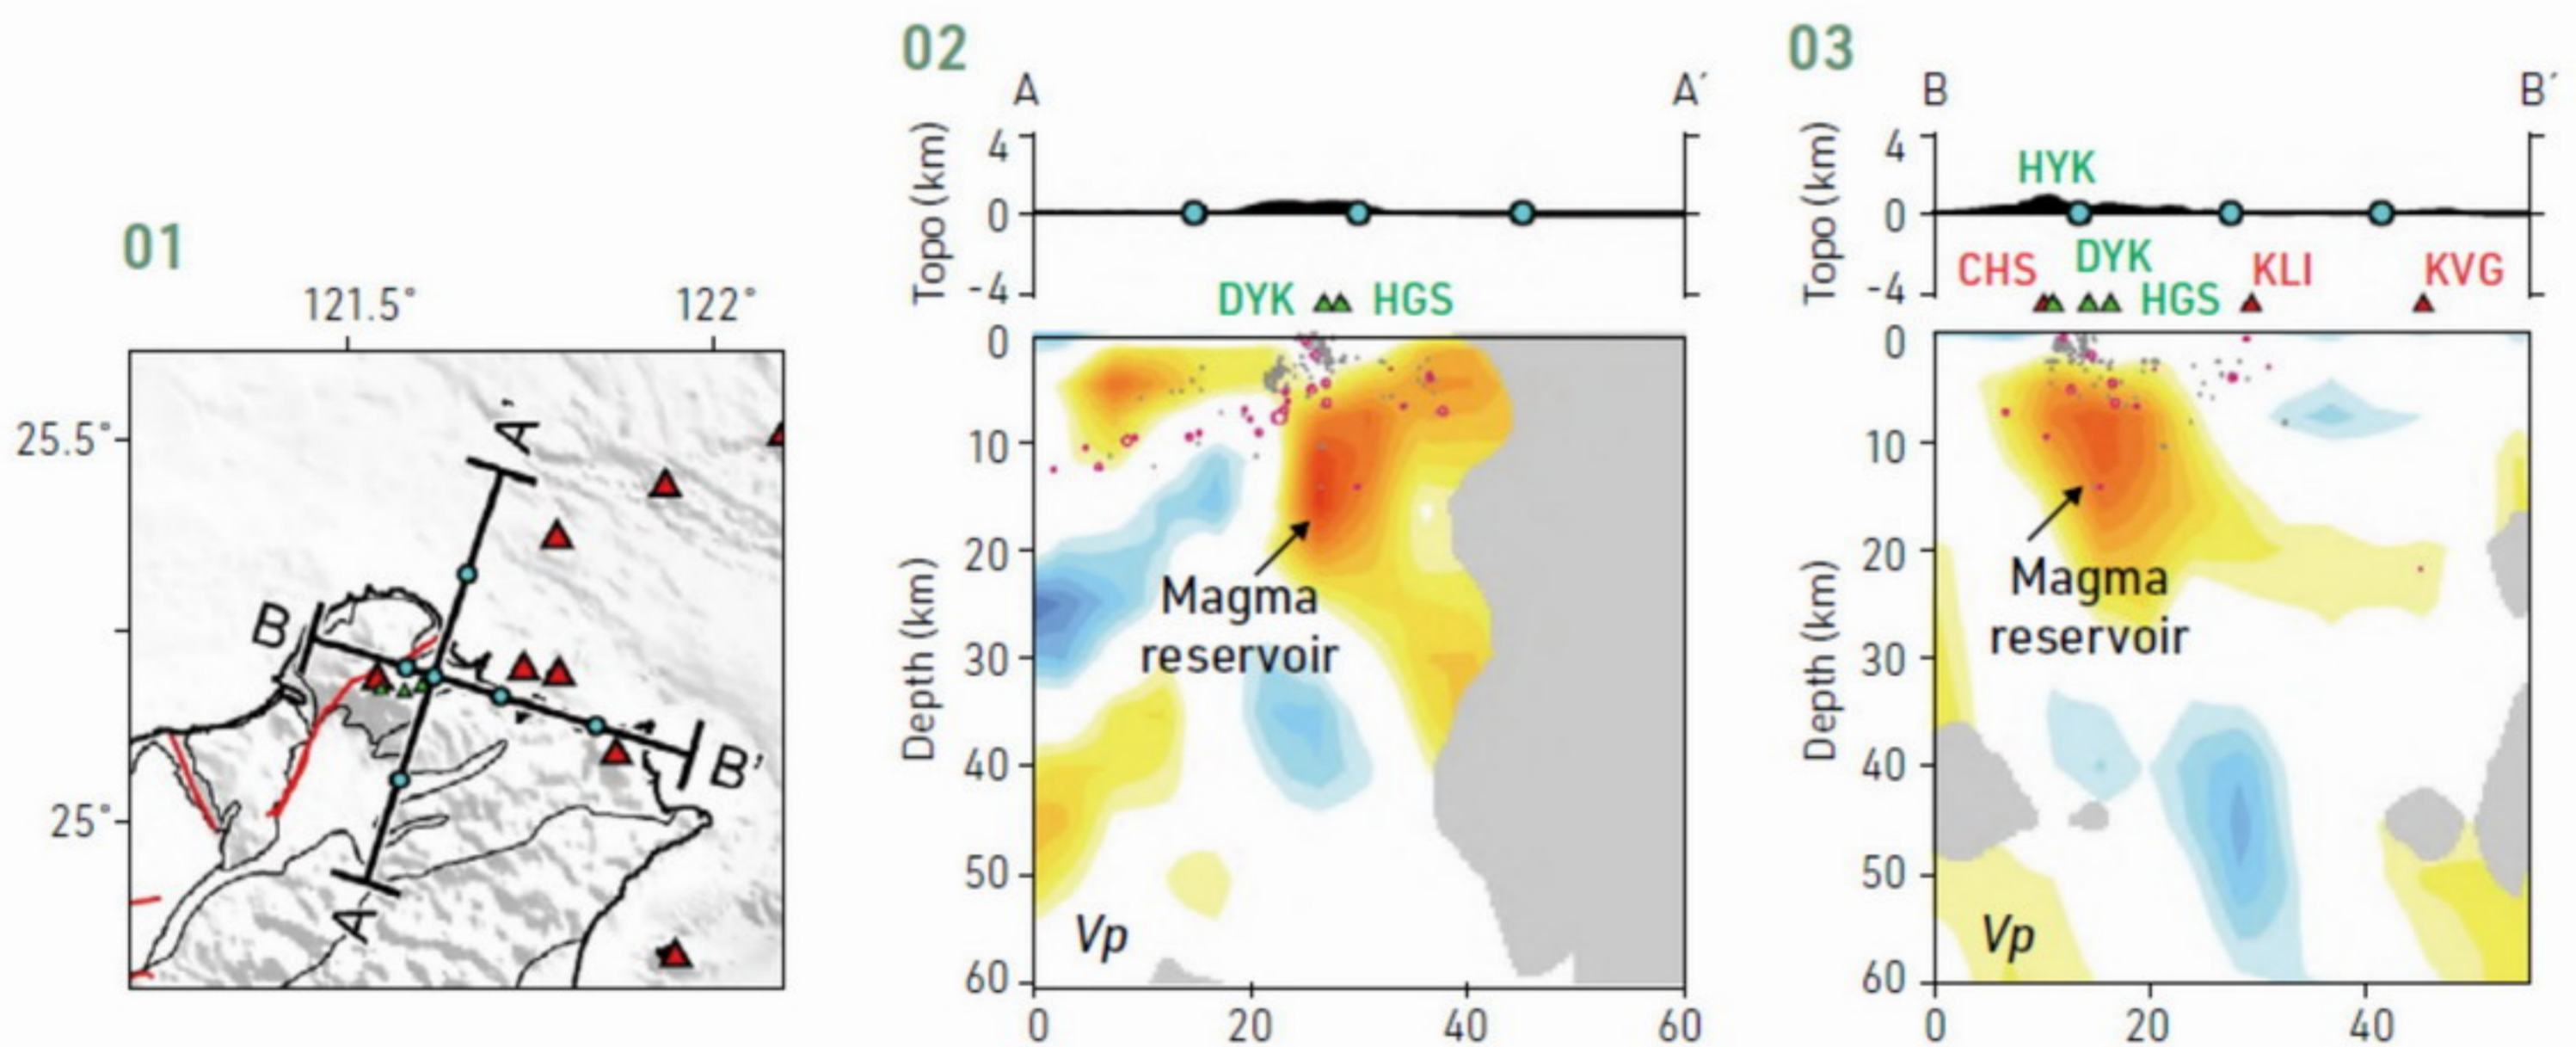 01
121.5°
122°
25.5°
25°
A'
B
B'
A
02
A
A´
Topo (km)
4
0
-4
DYK
HGS
Depth (km)
0
10
20
30
40
50
60
Magma
reservoir
Vp
0
20
40
60
03
B
B´
Topo (km)
4
0
-4
HYK
CHS
DYK
HGS
KLI
KVG
Depth (km)
0
10
20
30
40
50
60
Magma
reservoir
Vp
0
20
40